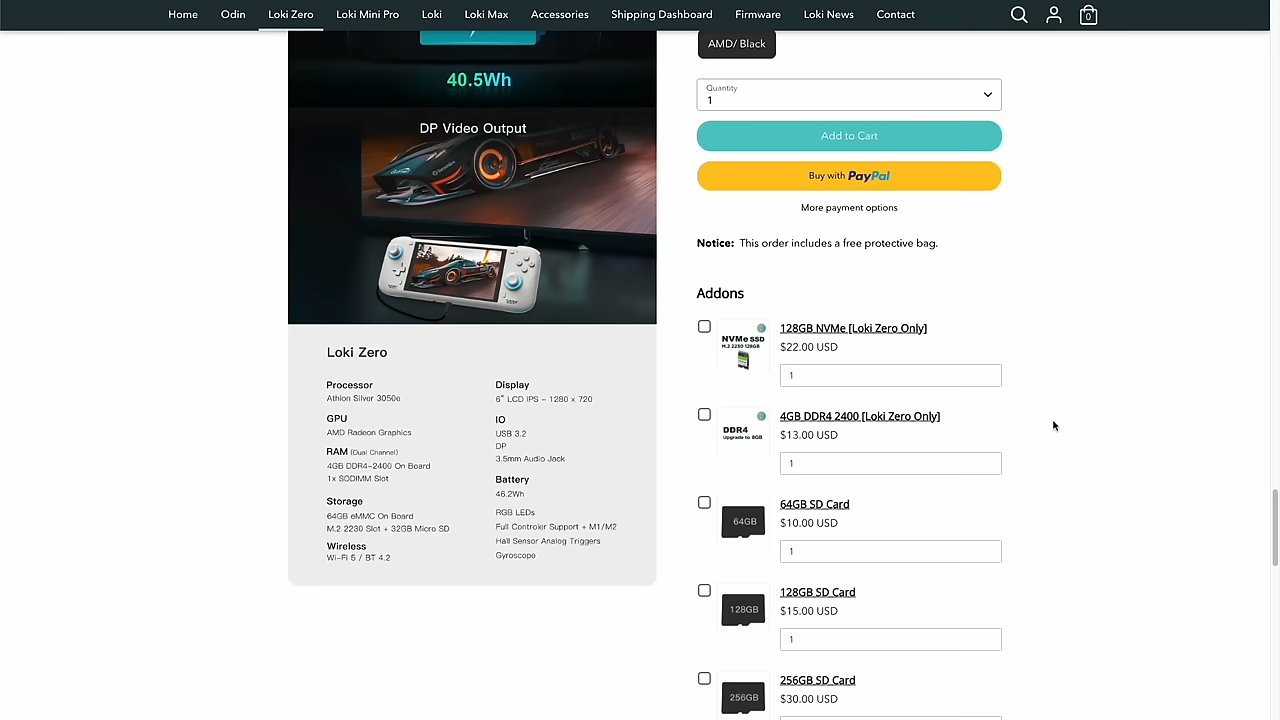 Home Odin Loki Zero Loki Mini Pro Loki Loki Max Accessories Shipping Dashboard Firmware Loki News Contact
0
40.5Wh
DP Video Output
Loki Zero
Processor
Athlon Silver 3050e
GPU
AMD Radeon Graphics
RAM (Dual Channel)
4GB DDR4-2400 On Board
1x SODIMM Slot
Storage
64GB eMMC On Board
M.2 2230 Slot + 32GB Micro SD
Wireless
Wi-Fi 5 / BT 4.2
Display
6" LCD IPS - 1280 x 720
IO
USB 3.2
DP
3.5mm Audio Jack
Battery
46.2Wh
RGB LEDs
Full Controler Support + M1/M2
Hall Sensor Analog Triggers
Gyroscope
AMD/ Black
Quantity
1
Add to Cart
Buy with PayPal
More payment options
Notice: This order includes a free protective bag.
Addons
NVMe SSD
M.2 2230 128GB
128GB NVMe [Loki Zero Only]
$22.00 USD
1
DDR4
Upgrade to 8GB
4GB DDR4 2400 [Loki Zero Only]
$13.00 USD
1
64GB
64GB SD Card
$10.00 USD
1
128GB
128GB SD Card
$15.00 USD
1
256GB
256GB SD Card
$30.00 USD